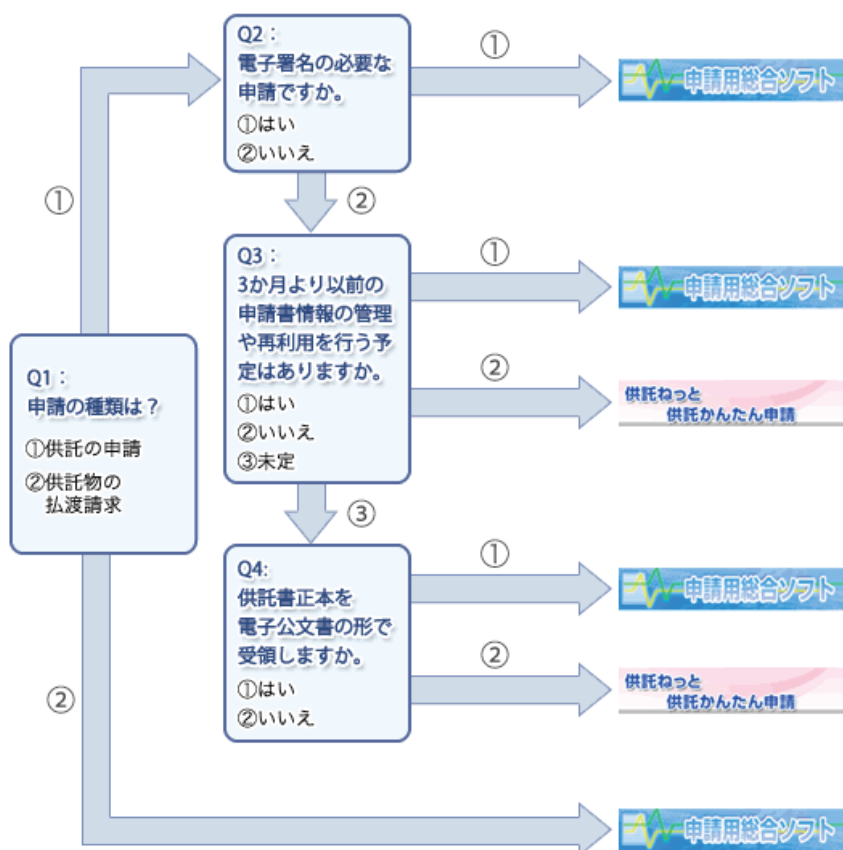 Q2：
電子署名の必要な
申請ですか。
①はい
②いいえ
①
申請用総合ソフト
①
②
Q3：
3か月より以前の
申請書情報の管理
や再利用を行う予
定はありますか。
①はい
②いいえ
③未定
①
申請用総合ソフト
②
供託ねっと
供託かんたん申請
Q1：
申請の種類は？
①供託の申請
②供託物の
払渡請求
③
Q4:
供託書正本を
電子公文書の形で
受領しますか。
①はい
②いいえ
①
申請用総合ソフト
②
供託ねっと
供託かんたん申請
②
申請用総合ソフト